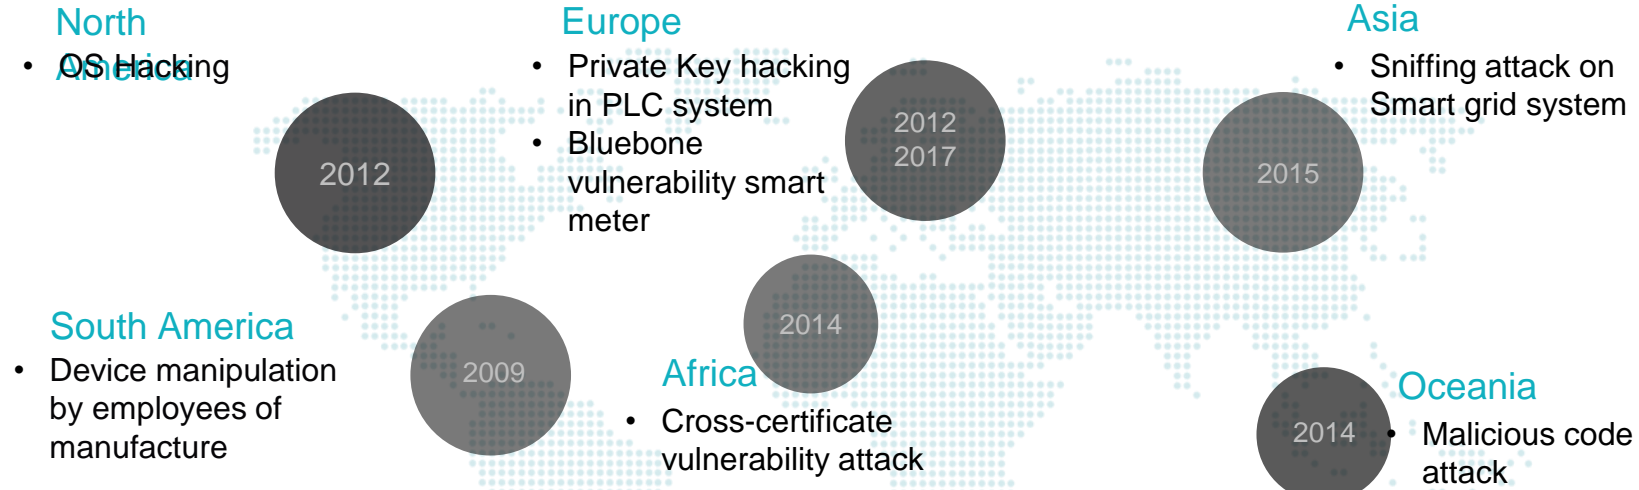 North
America
• OS Hacking
2012
Europe
• Private Key hacking
in PLC system
• Bluebone
vulnerability smart
meter
2012
2017
Asia
• Sniffing attack on
Smart grid system
2015
South America
• Device manipulation
by employees of
manufacture
2009
Africa
• Cross-certificate
vulnerability attack
2014
Oceania
• Malicious code
attack
2014